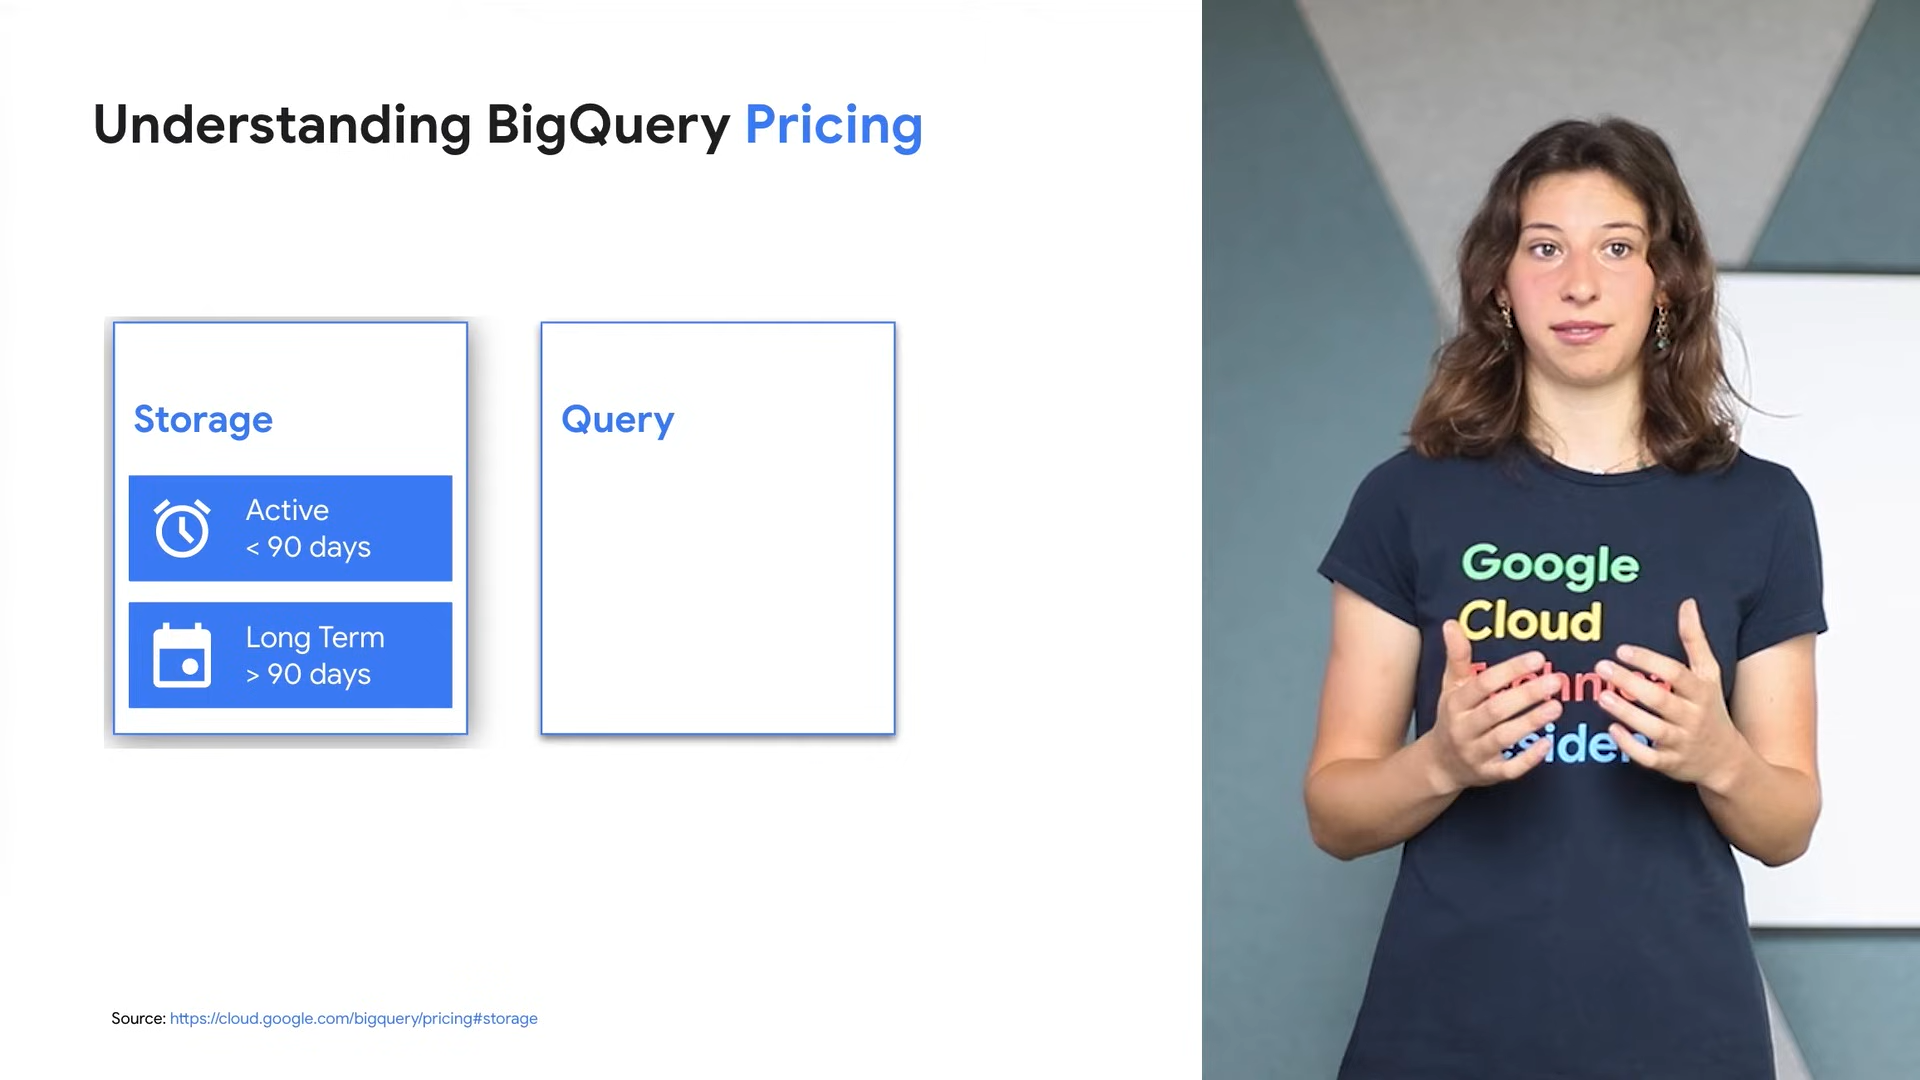 Understanding BigQuery Pricing
Storage
Active
< 90 days
Long Term
> 90 days
Query
Source: https://cloud.google.com/bigquery/pricing#storage
Google
Cloud